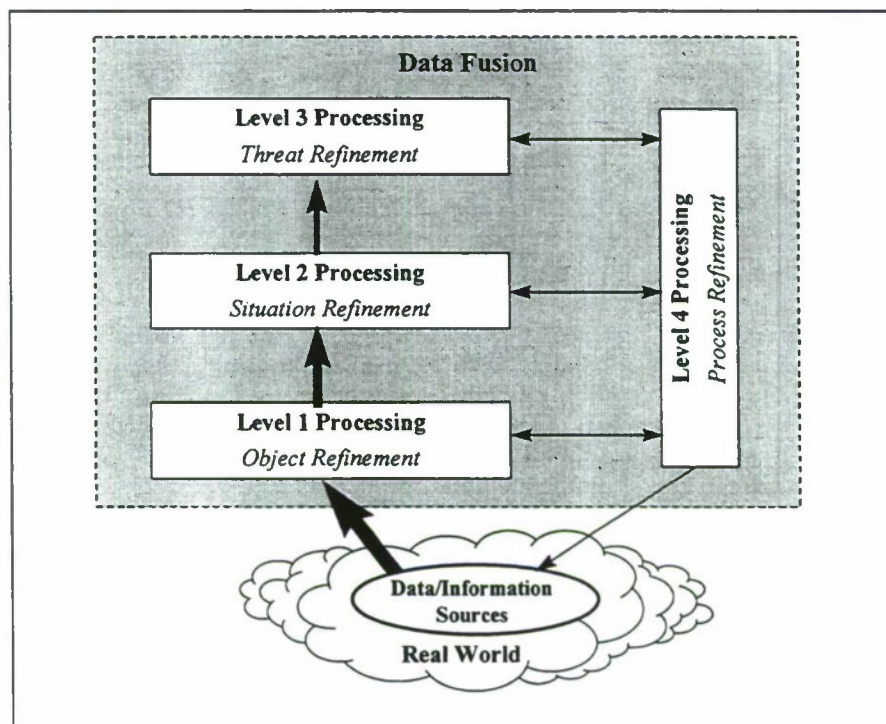 Data Fusion
Level 3 Processing
Threat Refinement
Level 2 Processing
Situation Refinement
Level 1 Processing
Object Refinement
Level 4 Processing
Process Refinement
Data/Information
Sources
Real World